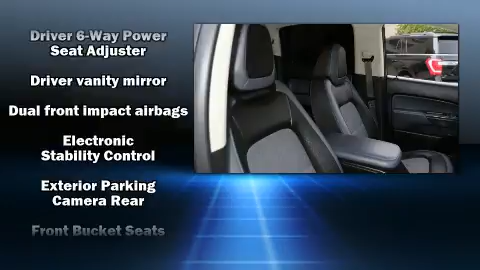 Driver 6-Way Power
Seat Adjuster
Driver vanity mirror
Dual front impact airbags
Electronic
Stability Control
Exterior Parking
Camera Rear
Front Bucket Seats